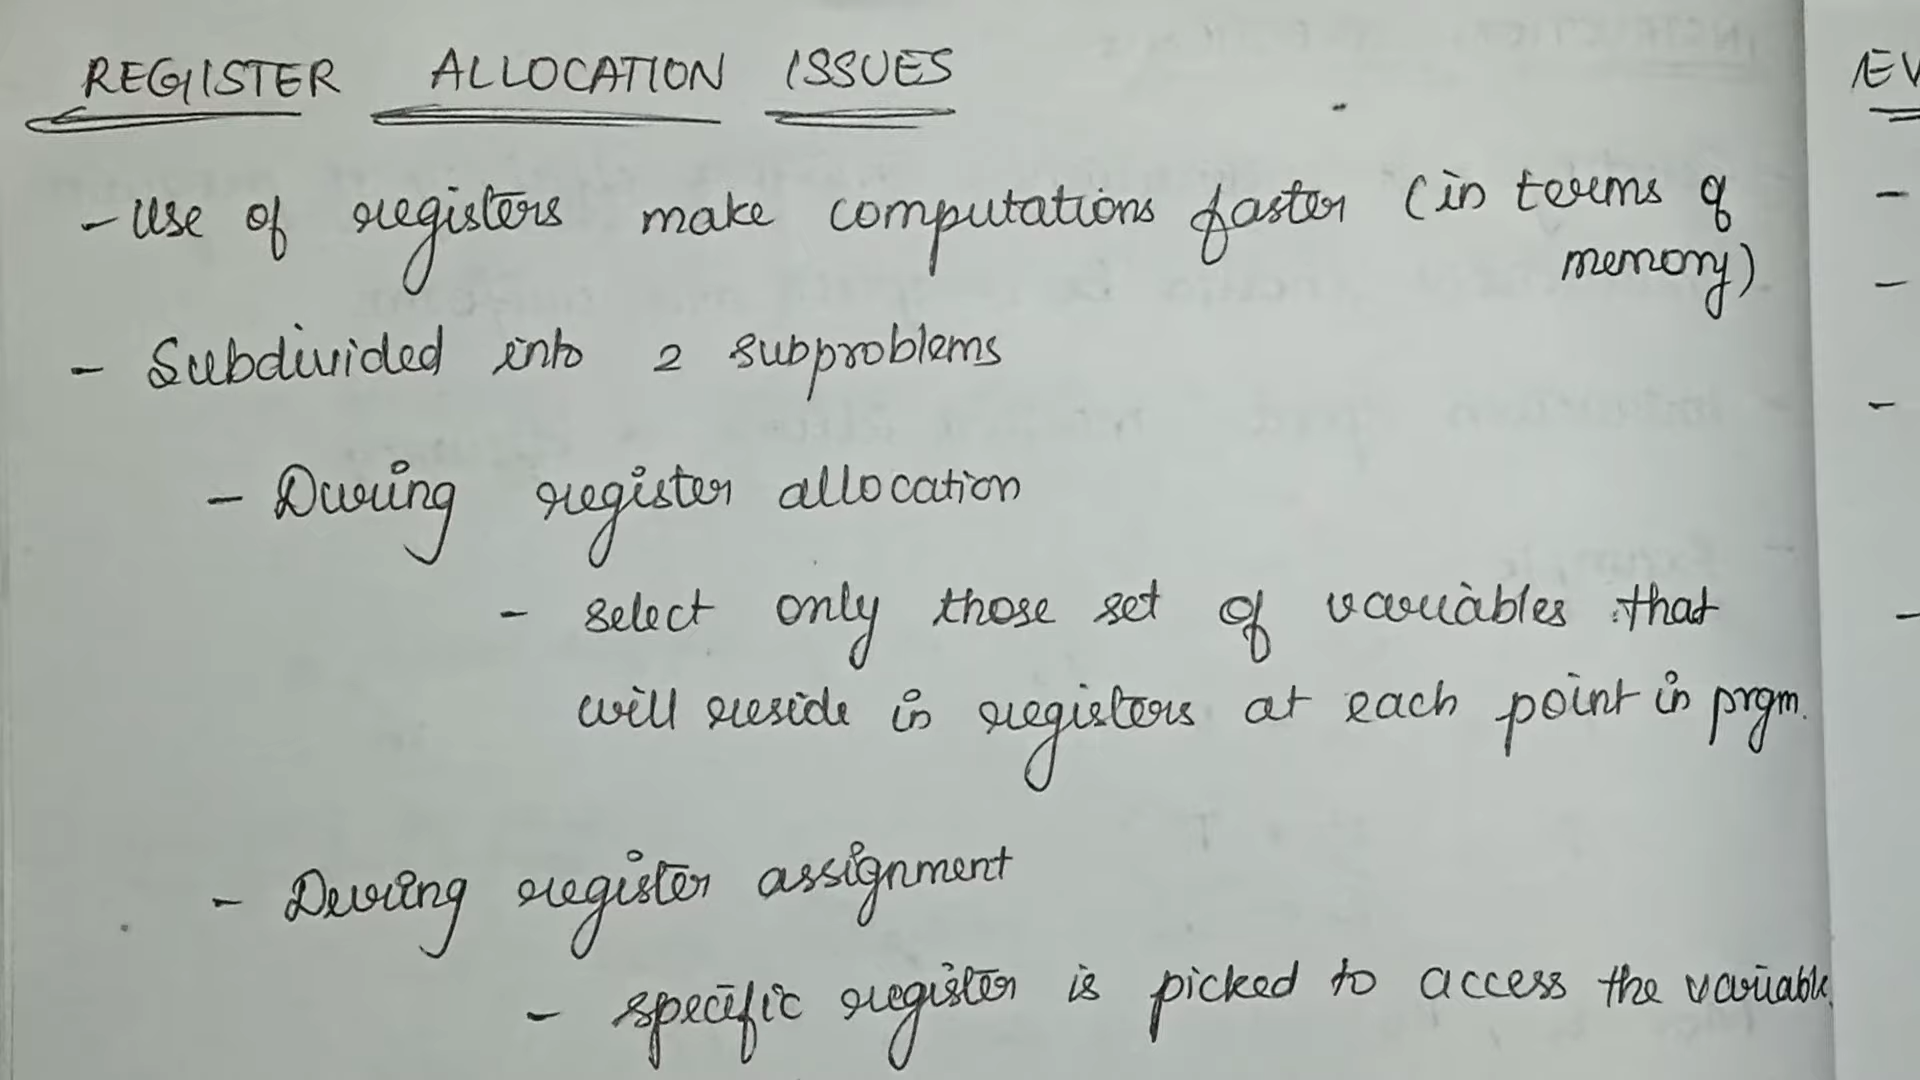 REGISTER ALLOCATION ISSUES
EV
- Use of registers make computations faster (in terms of
memory)
- Subdivided into 2 subproblems
- During register allocation
- select only those set of variables that
will reside in registers at each point in prgm.
- During register assignment
- specific register is picked to access the variable.